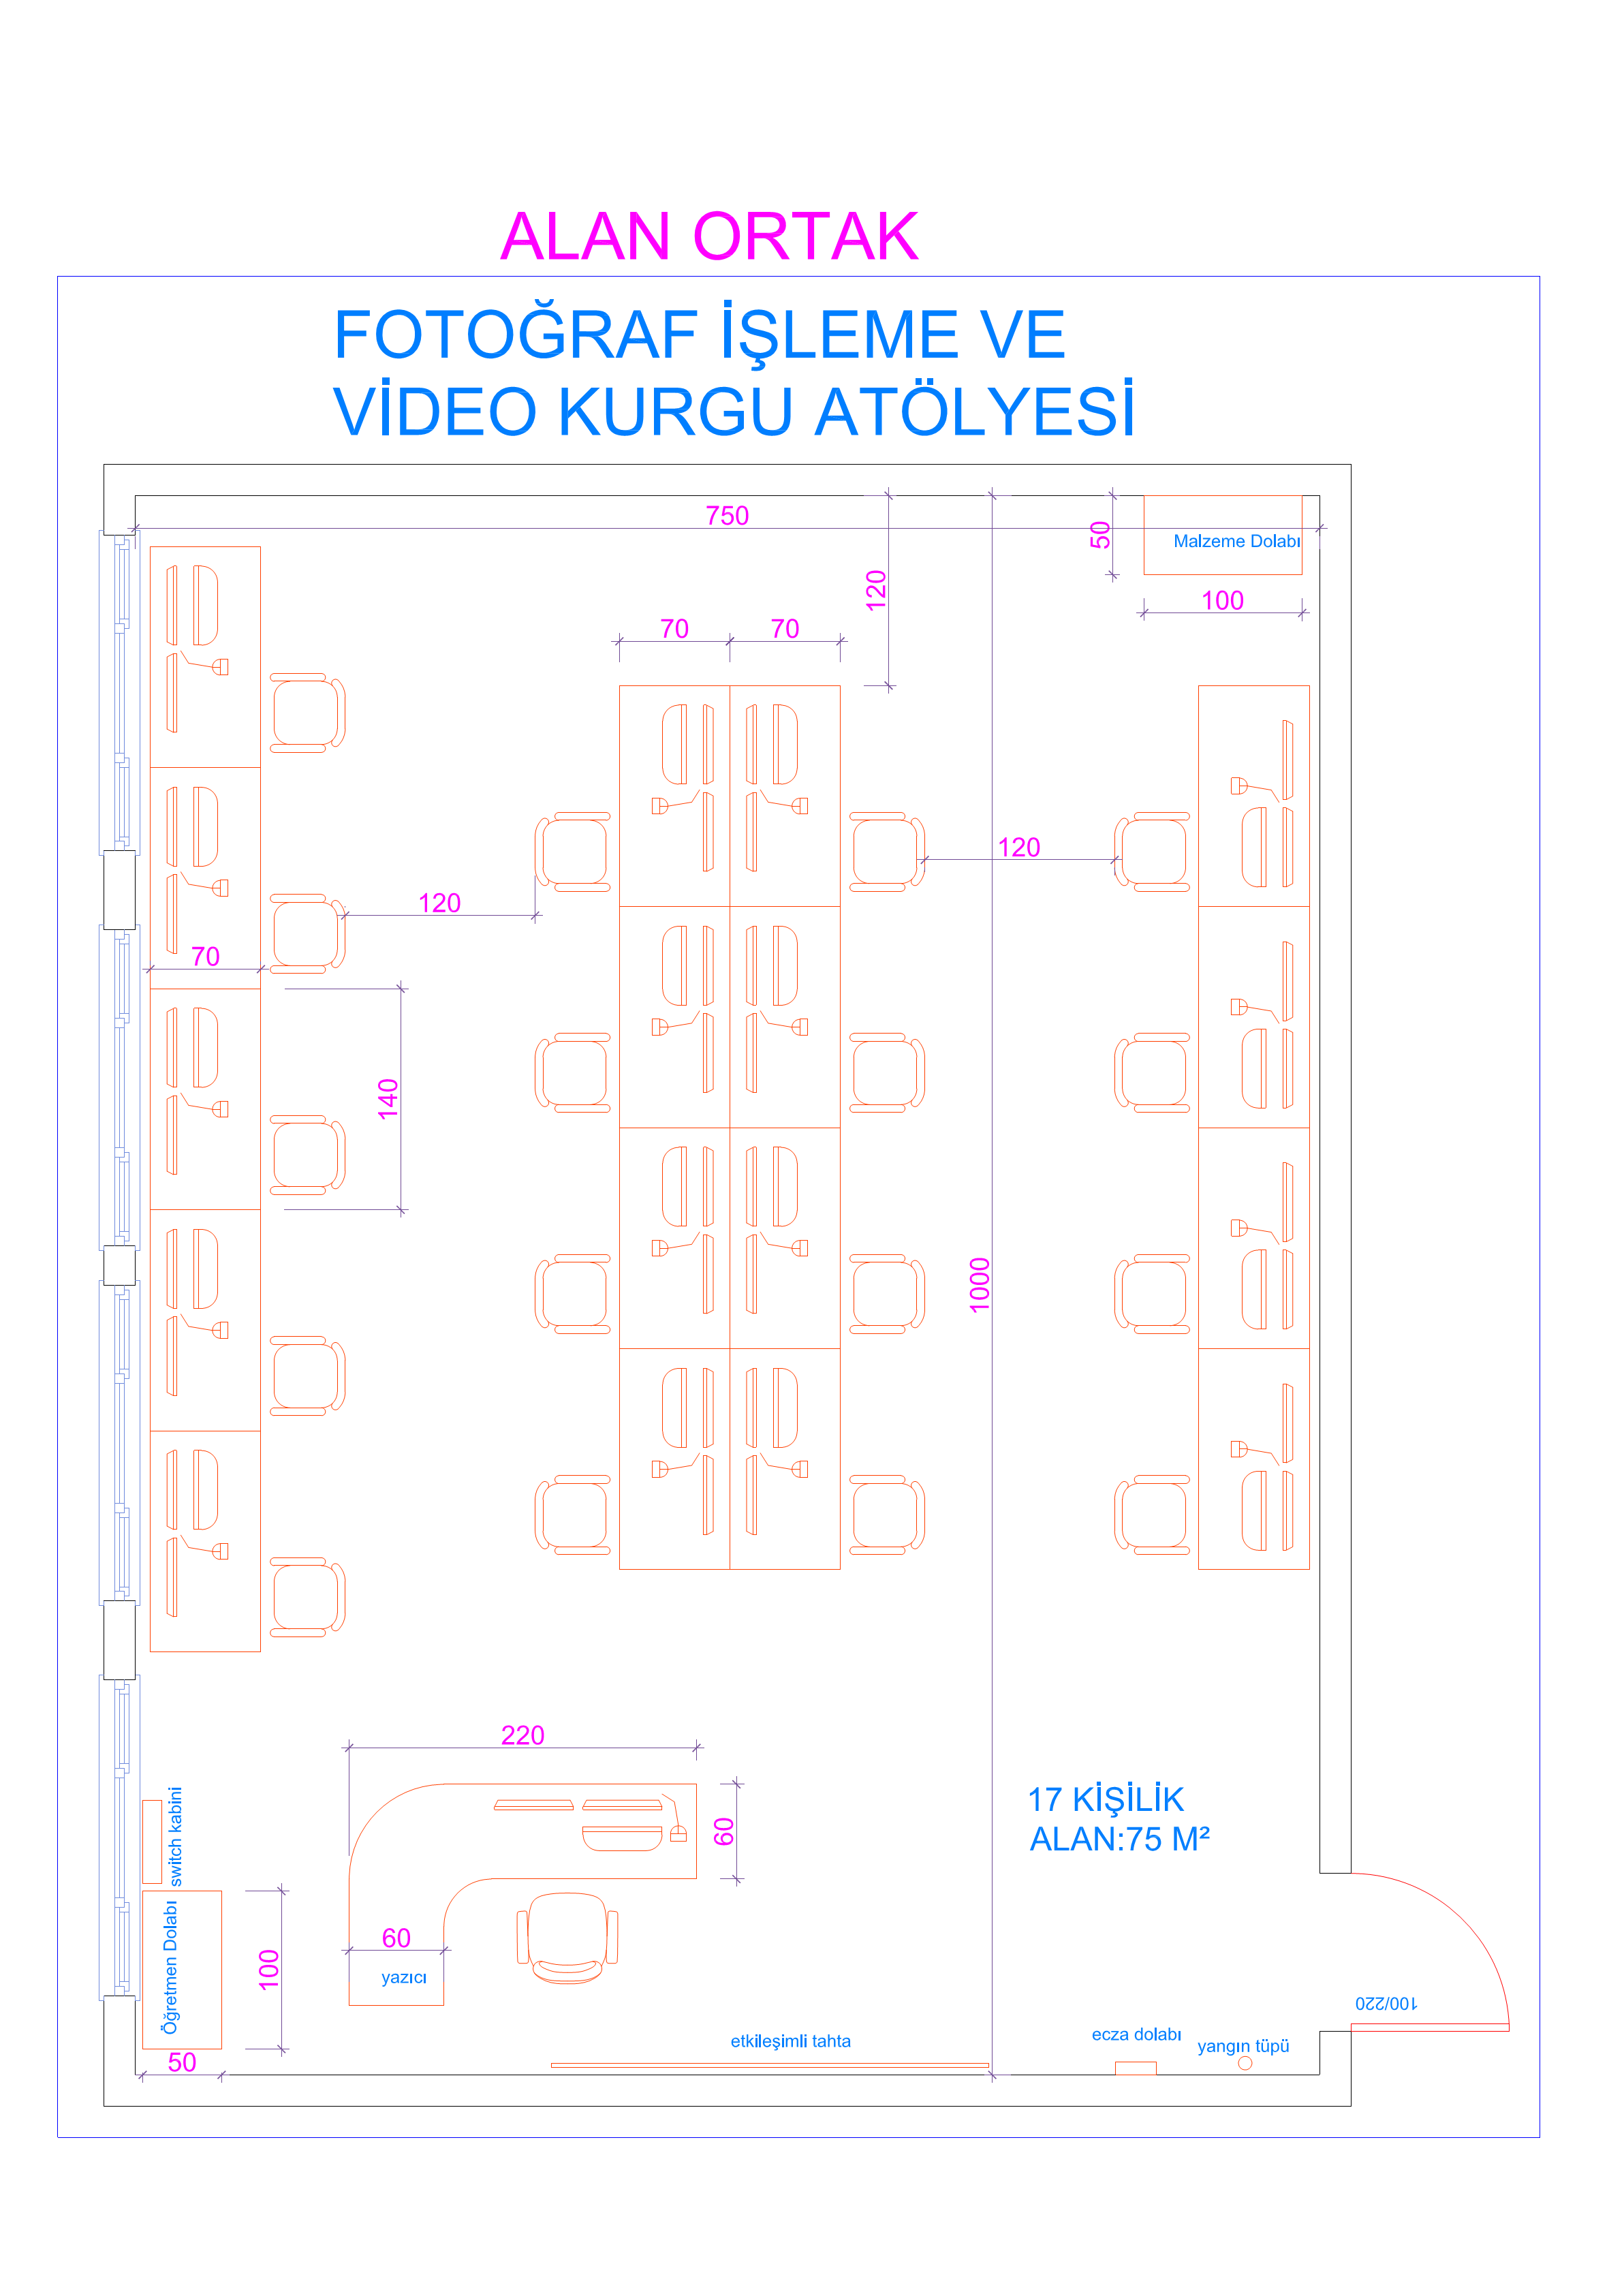 ALAN ORTAK
FOTOĞRAF İŞLEME VE
VİDEO KURGU ATÖLYESİ
750
50
Malzeme Dolabı
120
100
70
70
120
120
70
140
1000
220
60
17 KİŞİLİK
ALAN:75 M²
switch kabini
Öğretmen Dolabı
100
60
yazıcı
50
etkileşimli tahta
ecza dolabı
yangın tüpü
100/220